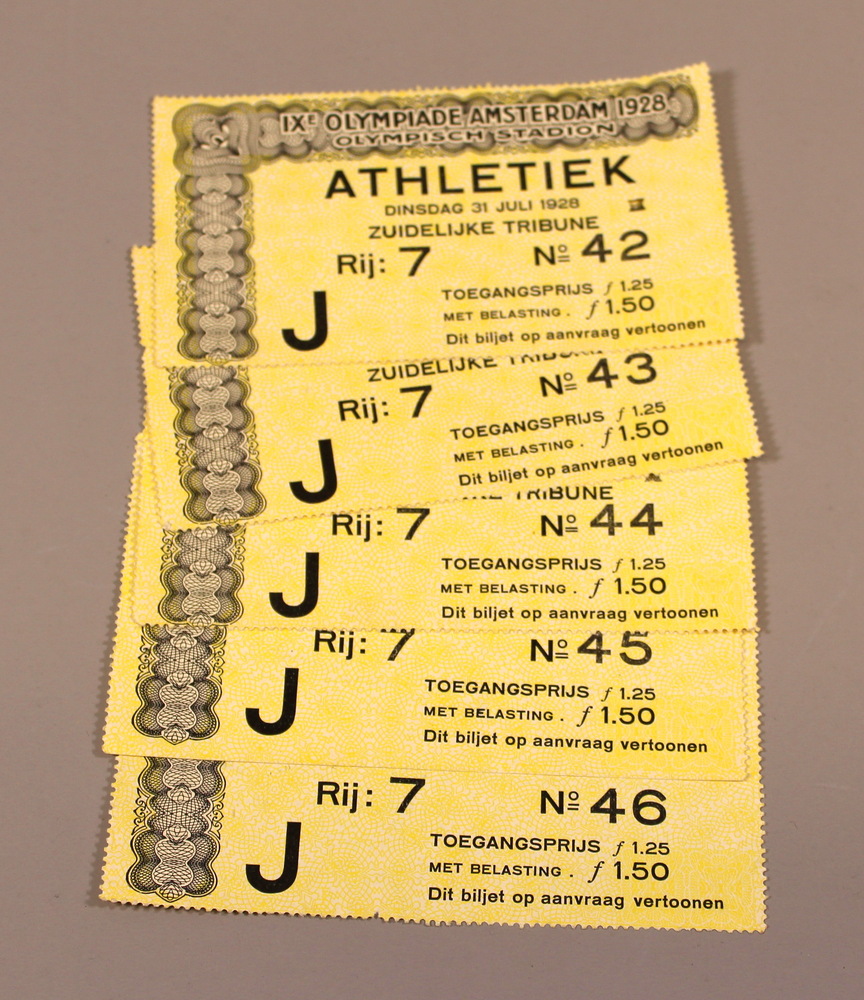 IXE OLYMPIADE AMSTERDAM 1928
OLYMPISCH STADION
ATHLETIEK
DINSDAG 31 JULI 1928
ZUIDELIJKE TRIBUNE
Rij: 7 Nº 42
J
TOEGANGSPRIJS ƒ 1.25
MET BELASTING . ƒ 1.50
Dit biljet op aanvraag vertoonen
ZUIDELIJKE TRIBUNE
Rij: 7 Nº 43
J
TOEGANGSPRIJS ƒ 1.25
MET BELASTING . ƒ 1.50
Dit biljet op aanvraag vertoonen
TRIBUNE
Rij: 7 Nº 44
J
TOEGANGSPRIJS ƒ 1.25
MET BELASTING . ƒ 1.50
Dit biljet op aanvraag vertoonen
Rij: 7 Nº 45
J
TOEGANGSPRIJS ƒ 1.25
MET BELASTING . ƒ 1.50
Dit biljet op aanvraag vertoonen
Rij: 7 Nº 46
J
TOEGANGSPRIJS ƒ 1.25
MET BELASTING . ƒ 1.50
Dit biljet op aanvraag vertoonen